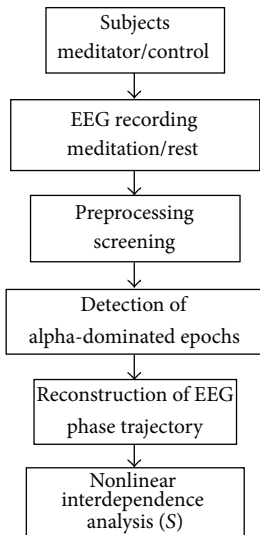 Subjects
meditator/control
EEG recording
meditation/rest
Preprocessing
screening
Detection of
alpha-dominated epochs
Reconstruction of EEG
phase trajectory
Nonlinear
interdependence
analysis (S)